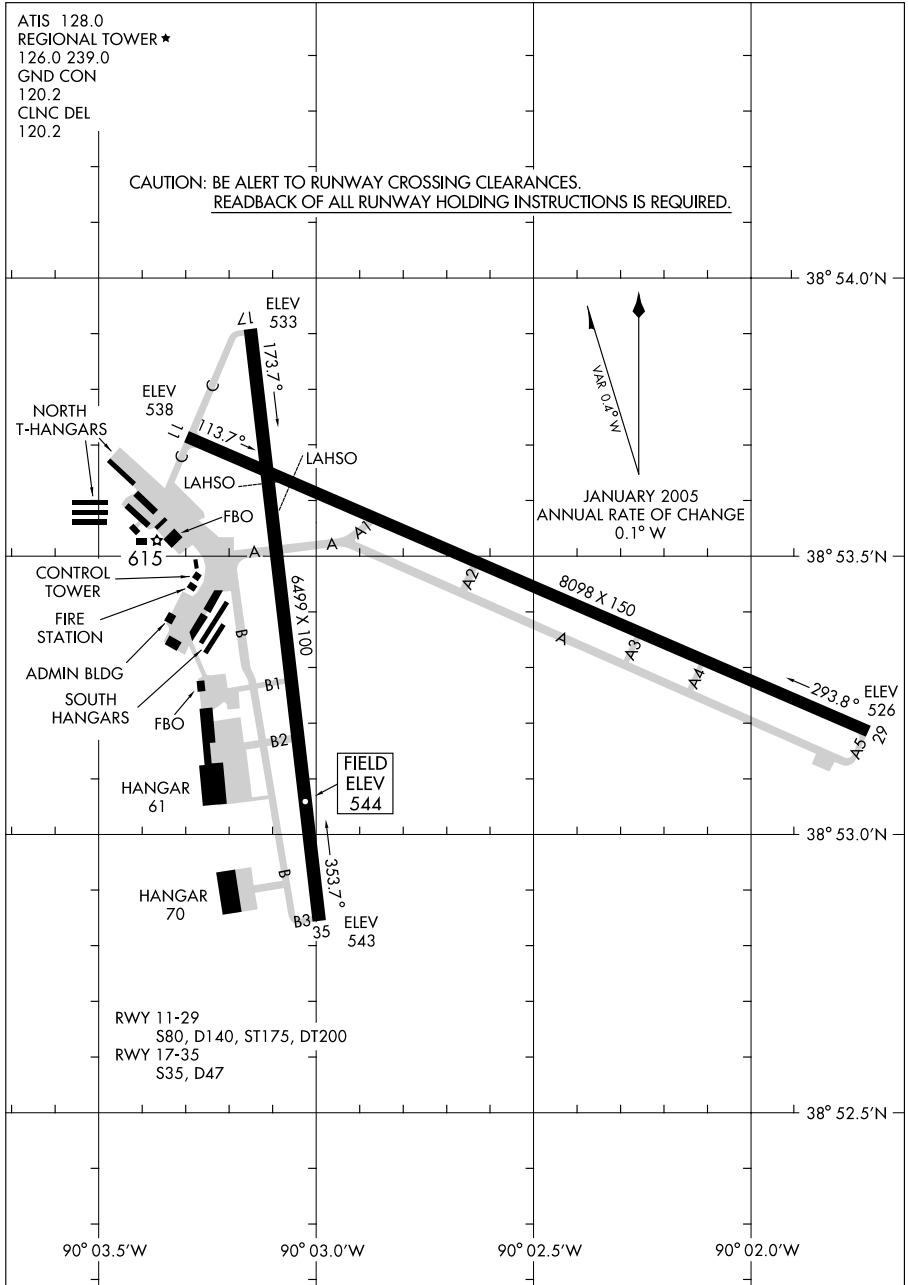 ATIS 128.0
REGIONAL TOWER ★
126.0 239.0
GND CON
120.2
CLNC DEL
120.2
CAUTION: BE ALERT TO RUNWAY CROSSING CLEARANCES.
READBACK OF ALL RUNWAY HOLDING INSTRUCTIONS IS REQUIRED.
38° 54.0'N
17
ELEV
533
173.7°
C
ELEV
538
11
113.7°
C
NORTH
T-HANGARS
LAHSO
LAHSO
FBO
615
VAR 0.4° W
JANUARY 2005
ANNUAL RATE OF CHANGE
0.1° W
38° 53.5'N
A
A
A1
A2
A
A3
A4
A5
8098 X 150
6499 X 100
293.8°
ELEV
526
29
CONTROL
TOWER
FIRE
STATION
ADMIN BLDG
SOUTH
HANGARS
FBO
B
B1
B2
HANGAR
61
FIELD
ELEV
544
38° 53.0'N
353.7°
B
HANGAR
70
B3
35
ELEV
543
RWY 11-29
S80, D140, ST175, DT200
RWY 17-35
S35, D47
38° 52.5'N
90° 03.5'W
90° 03.0'W
90° 02.5'W
90° 02.0'W